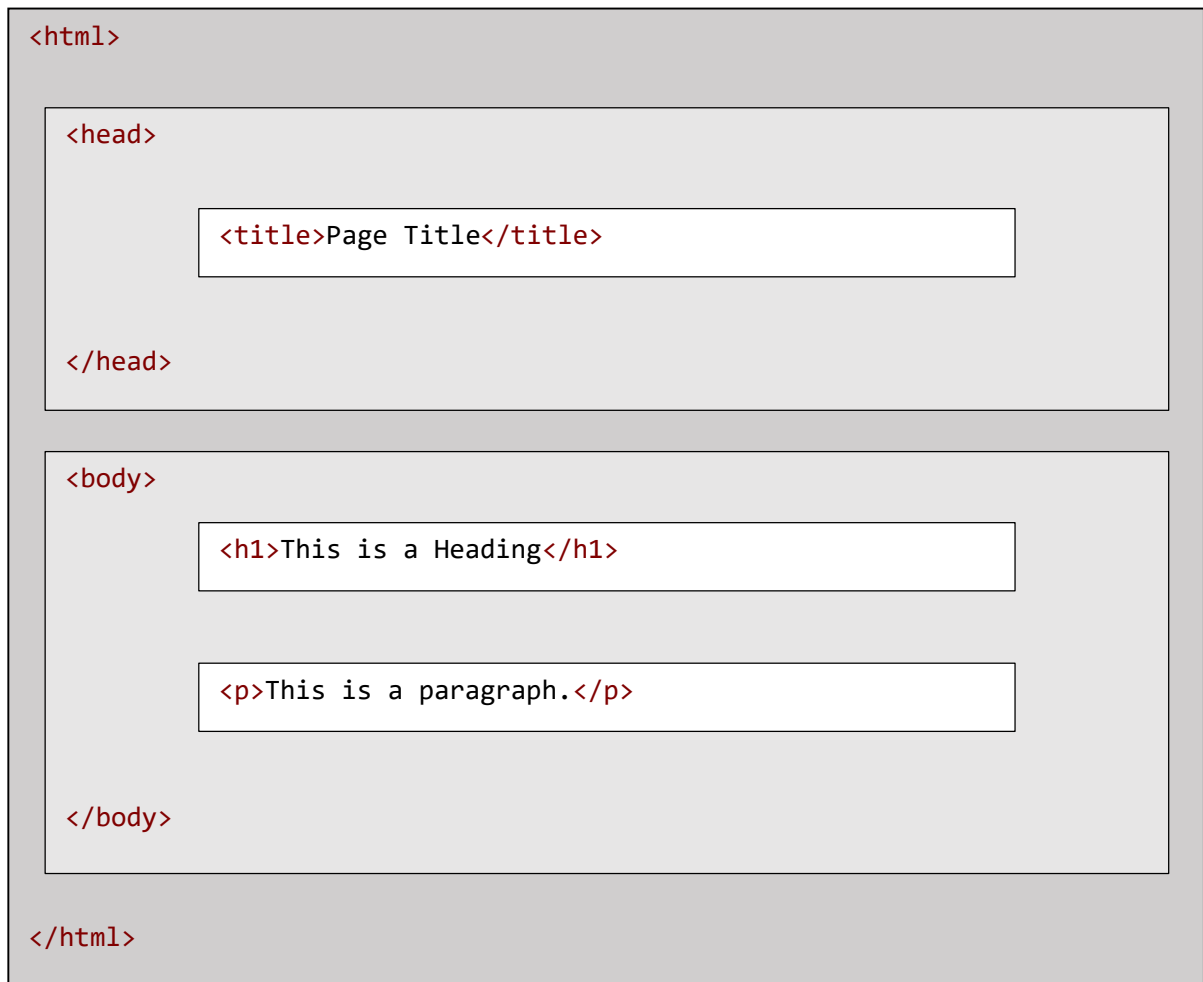 <html>
<head>
<title>Page Title</title>
</head>
<body>
<h1>This is a Heading</h1>
<p>This is a paragraph.</p>
</body>
</html>